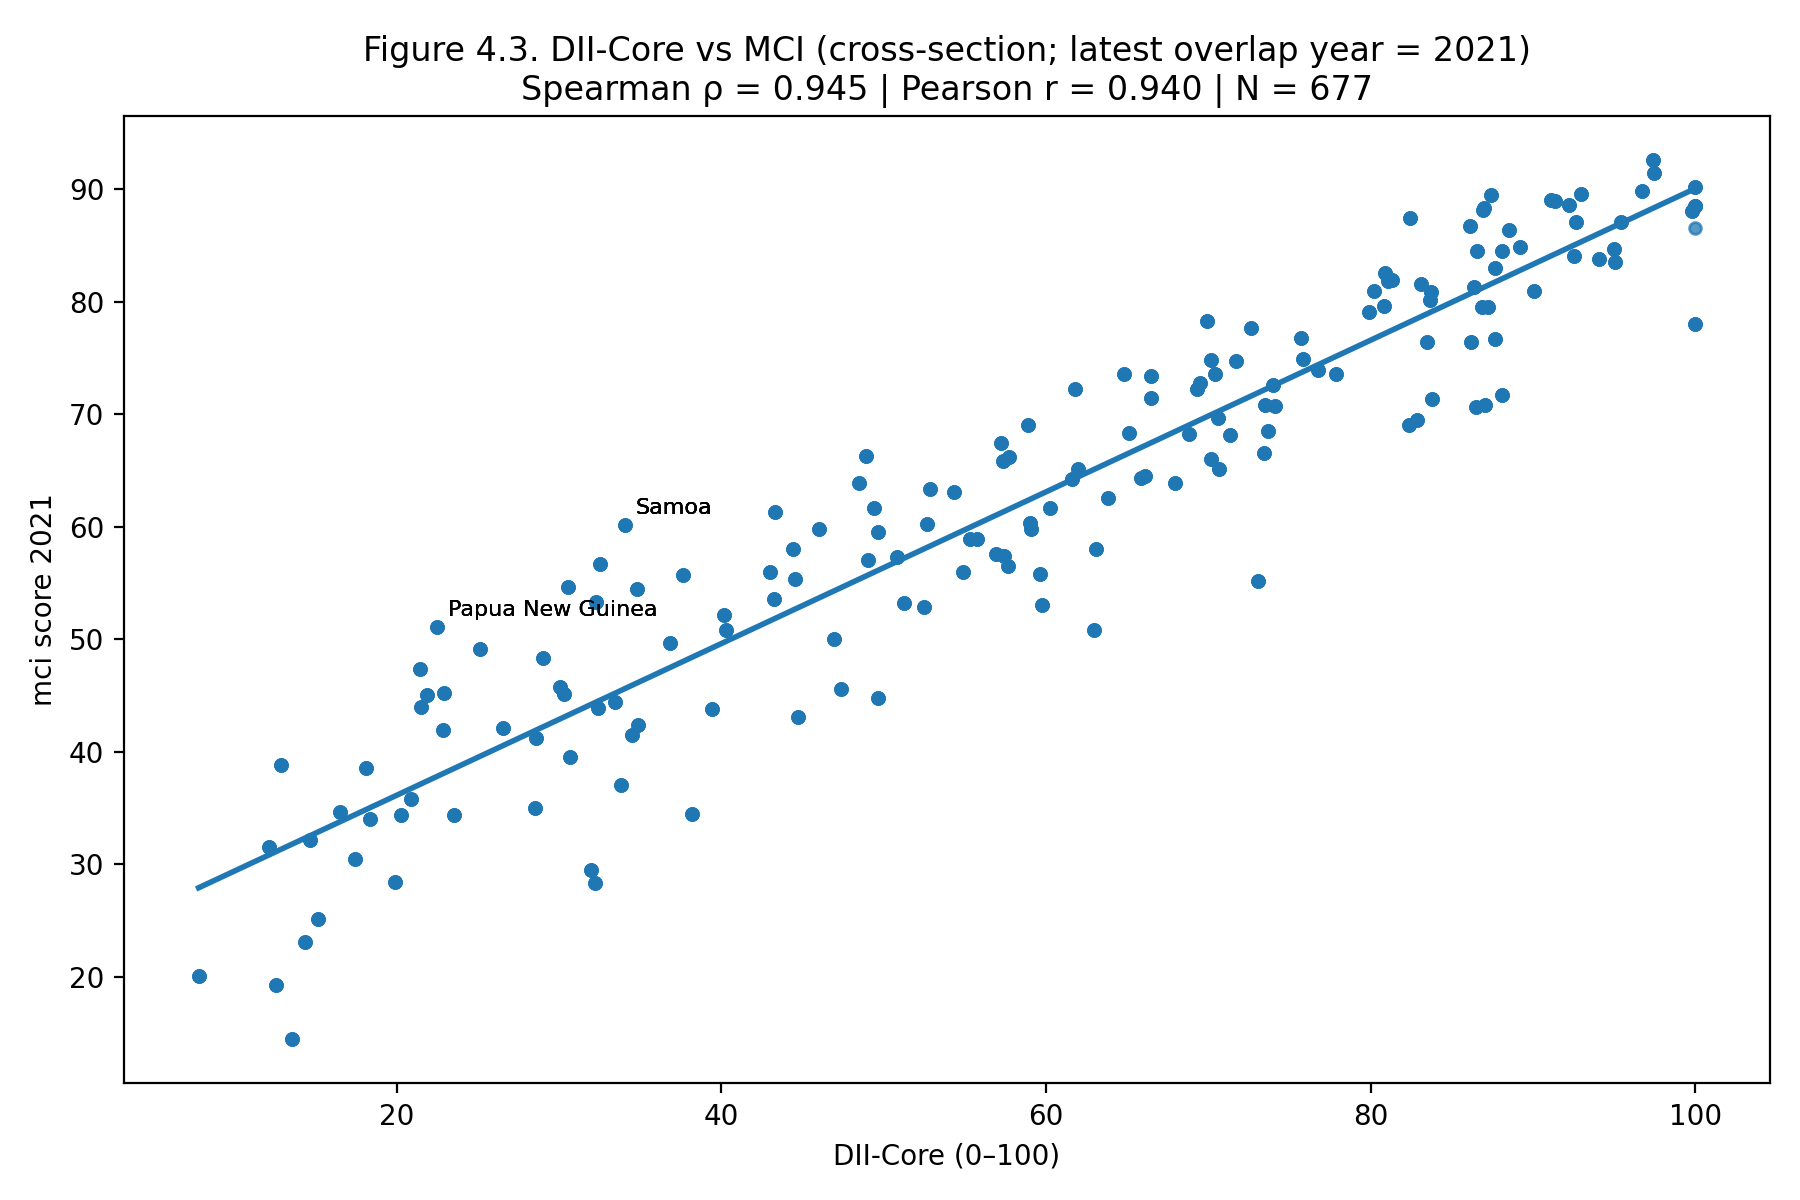 Figure 4.3. DII-Core vs MCI (cross-section; latest overlap year = 2021)
Spearman ρ = 0.945 | Pearson r = 0.940 | N = 677
90
80
70
60
50
40
30
20
mci score 2021
Samoa
Papua New Guinea
20
40
60
80
100
DII-Core (0–100)